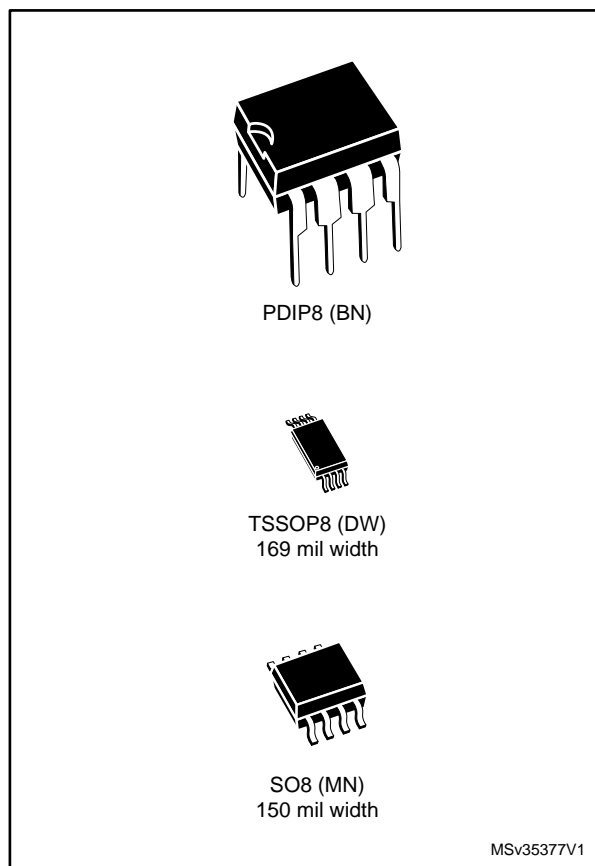 PDIP8 (BN)
TSSOP8 (DW)
169 mil width
SO8 (MN)
150 mil width
MSv35377V1